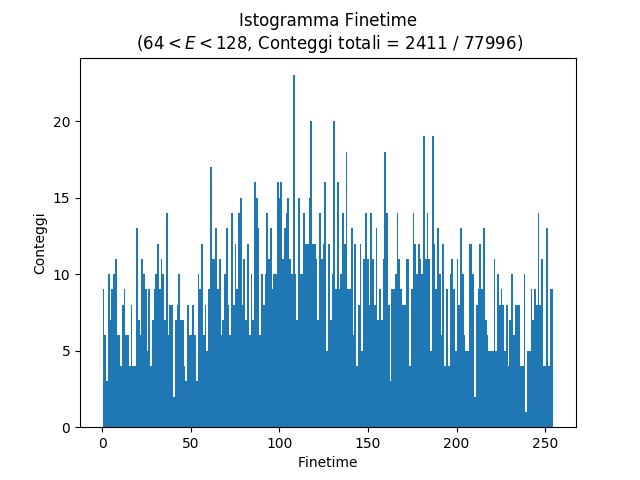 Istogramma Finetime
(64 < E < 128, Conteggi totali = 2411 / 77996)
Conteggi
20
15
10
5
0
0 50 100 150 200 250
Finetime